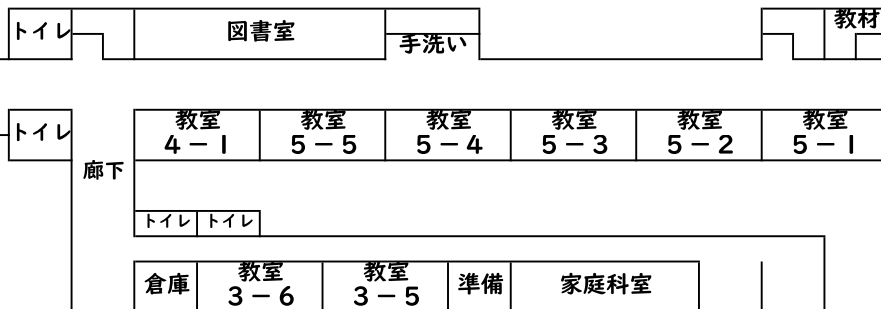 トイレ
図書室
手洗い
教材
トイレ
教室
4－1
教室
5－5
教室
5－4
教室
5－3
教室
5－2
教室
5－1
廊下
トイレ
トイレ
倉庫
教室
3－6
教室
3－5
準備
家庭科室